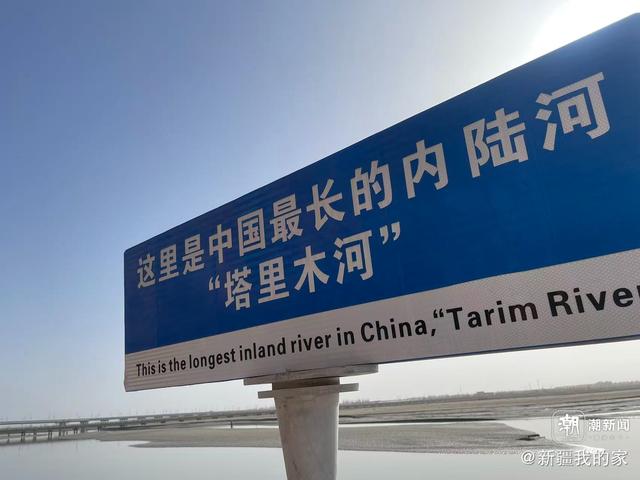 这里是中国最长的内陆河
“塔里木河”
This is the longest inland river in China,“Tarim River
潮新闻
@新疆我的家